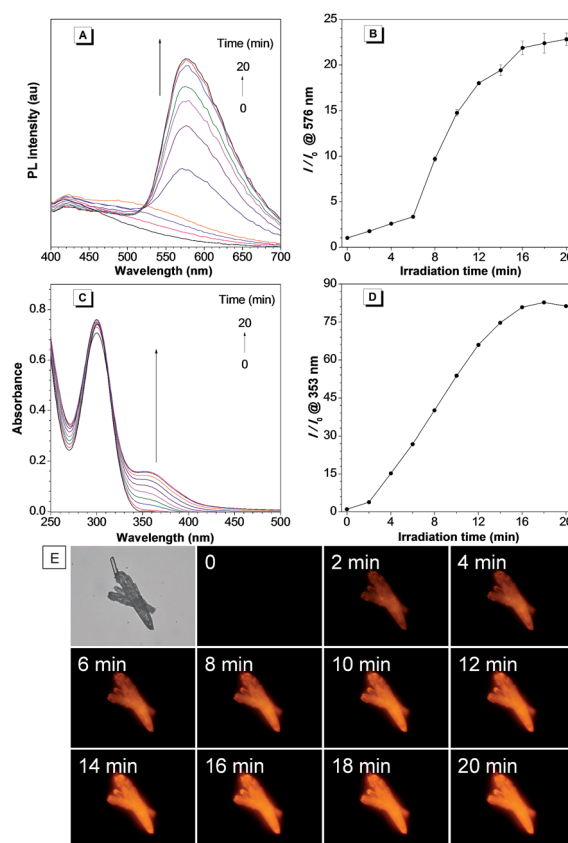 A
Time (min)
20
0
PL intensity (au)
400 450 500 550 600 650 700
Wavelength (nm)
B
I / I0 @ 576 nm
25
20
15
10
5
0
0 4 8 12 16 20
Irradiation time (min)
C
Time (min)
20
0
Absorbance
0.8
0.6
0.4
0.2
0.0
250 300 350 400 450 500
Wavelength (nm)
D
I / I0 @ 353 nm
90
75
60
45
30
15
0
0 4 8 12 16 20
Irradiation time (min)
E
0 2 min 4 min
6 min 8 min 10 min 12 min
14 min 16 min 18 min 20 min